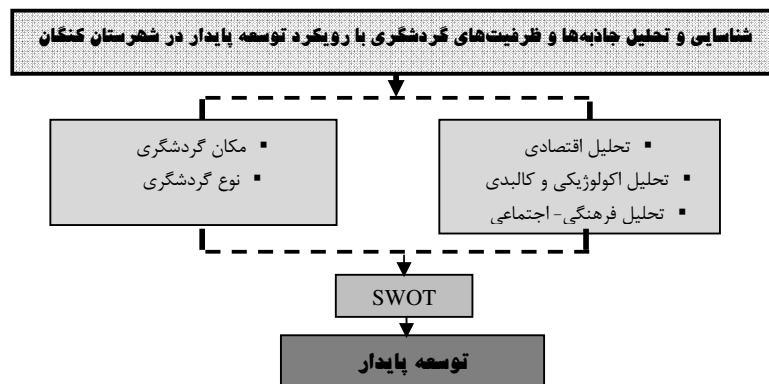 شناسایی و تحلیل جاذبه‌ها و ظرفیت‌های گردشگری با رویکرد توسعه پایدار در شهرستان کنگان
▪ تحلیل اقتصادی
▪ تحلیل اکولوژیکی و کالبدی
▪ تحلیل فرهنگی- اجتماعی
▪ مکان گردشگری
▪ نوع گردشگری
SWOT
توسعه پایدار